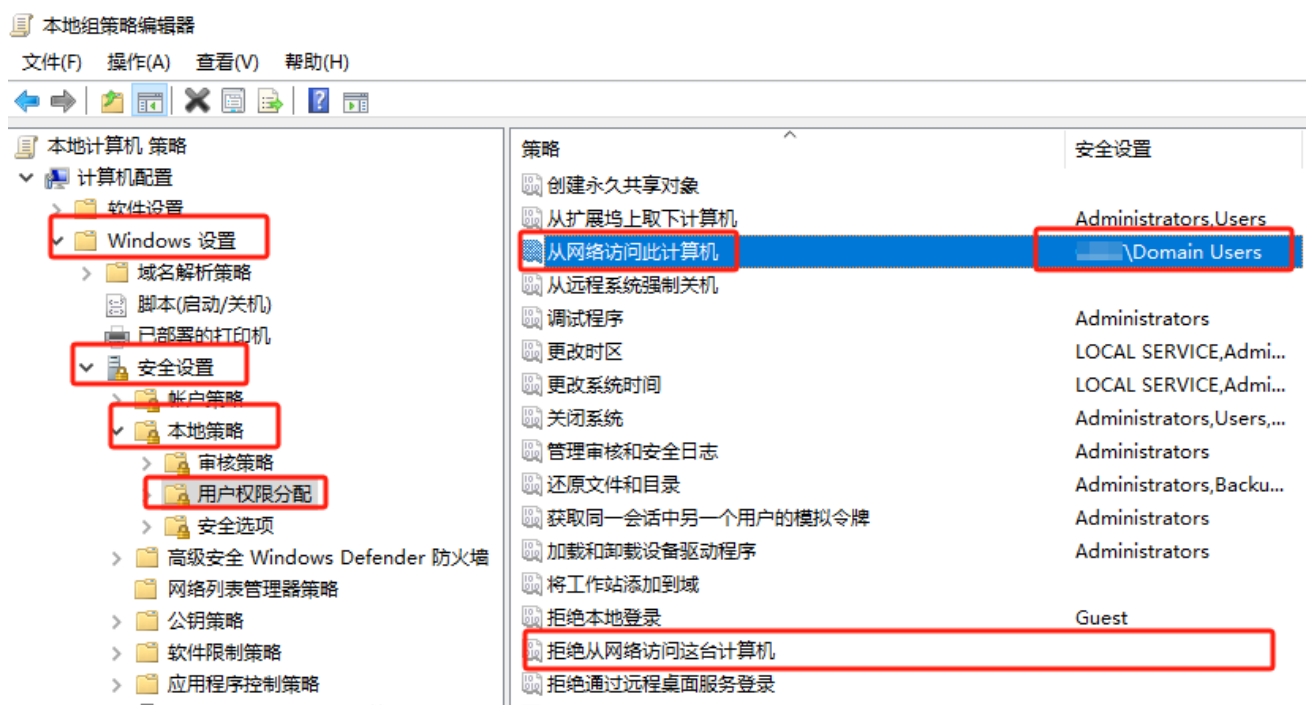 本地组策略编辑器
文件(F) 操作(A) 查看(V) 帮助(H)
本地计算机 策略
计算机配置
软件设置
Windows 设置
域名解析策略
脚本(启动/关机)
已部署的打印机
安全设置
帐户策略
本地策略
审核策略
用户权限分配
安全选项
高级安全 Windows Defender 防火墙
网络列表管理器策略
公钥策略
软件限制策略
应用程序控制策略
策略 安全设置
创建永久共享对象
从扩展坞上取下计算机 Administrators,Users
从网络访问此计算机 \Domain Users
从远程系统强制关机
调试程序 Administrators
更改时区 LOCAL SERVICE,Admi...
更改系统时间 LOCAL SERVICE,Admi...
关闭系统 Administrators,Users,...
管理审核和安全日志 Administrators
还原文件和目录 Administrators,Backu...
获取同一会话中另一个用户的模拟令牌 Administrators
加载和卸载设备驱动程序 Administrators
将工作站添加到域
拒绝本地登录 Guest
拒绝从网络访问这台计算机
拒绝通过远程桌面服务登录